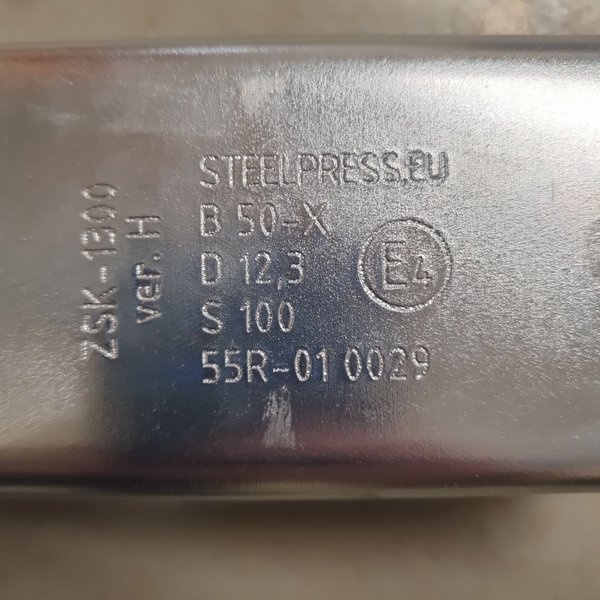 STEELPRESS.EU
B 50-X
D 12,3
S 100
55R-01 0029
E4
ZSK-1300
ver. H